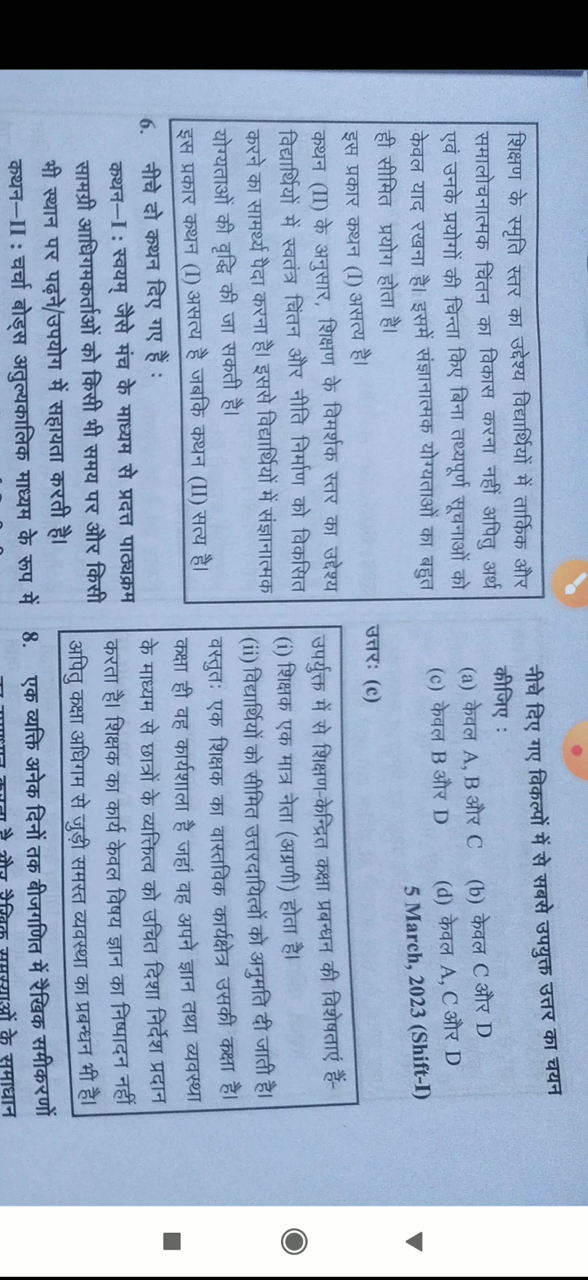 शिक्षण के स्मृति स्तर का उद्देश्य विद्यार्थियों में तार्किक और
समालोचनात्मक चिंतन का विकास करना नहीं अपितु अर्थ
एवं उनके प्रयोगों की चिन्ता किए बिना तथ्यपूर्ण सूचनाओं को
केवल याद रखना है। इसमें संज्ञानात्मक योग्यताओं का बहुत
ही सीमित प्रयोग होता है।
इस प्रकार कथन (I) असत्य है।
कथन (II) के अनुसार, शिक्षण के विमर्शक स्तर का उद्देश्य
विद्यार्थियों में स्वतंत्र चिंतन और नीति निर्माण को विकसित
करने का सामर्थ्य पैदा करना है। इससे विद्यार्थियों में संज्ञानात्मक
योग्यताओं की वृद्धि की जा सकती है।
इस प्रकार कथन (I) असत्य है जबकि कथन (II) सत्य है।
6. नीचे दो कथन दिए गए हैं :
कथन–I : स्वयम् जैसे मंच के माध्यम से प्रदत्त पाठ्यक्रम
सामग्री अधिगमकर्ताओं को किसी भी समय पर और किसी
भी स्थान पर पढ़ने/उपयोग में सहायता करती है।
कथन–II : चर्चा बोर्ड्स अतुल्यकालिक माध्यम के रूप में
नीचे दिए गए विकल्पों में से सबसे उपयुक्त उत्तर का चयन
कीजिए :
(a) केवल A, B और C (b) केवल C और D
(c) केवल B और D (d) केवल A, C और D
5 March, 2023 (Shift-I)
उत्तर: (c)
उपर्युक्त में से शिक्षण-केन्द्रित कक्षा प्रबन्धन की विशेषताएं हैं-
(i) शिक्षक एक मात्र नेता (अग्रणी) होता है।
(ii) विद्यार्थियों को सीमित उत्तरदायित्वों को अनुमति दी जाती है।
वस्तुत: एक शिक्षक का वास्तविक कार्यक्षेत्र उसकी कक्षा है।
कक्षा ही वह कार्यशाला है जहां वह अपने ज्ञान तथा व्यवस्था
के माध्यम से छात्रों के व्यक्तित्व को उचित दिशा निर्देश प्रदान
करता है। शिक्षक का कार्य केवल विषय ज्ञान का निष्पादन नहीं
अपितु कक्षा अधिगम से जुड़ी समस्त व्यवस्था का प्रबन्धन भी है।
8. एक व्यक्ति अनेक दिनों तक बीजगणित में रैखिक समीकरणों